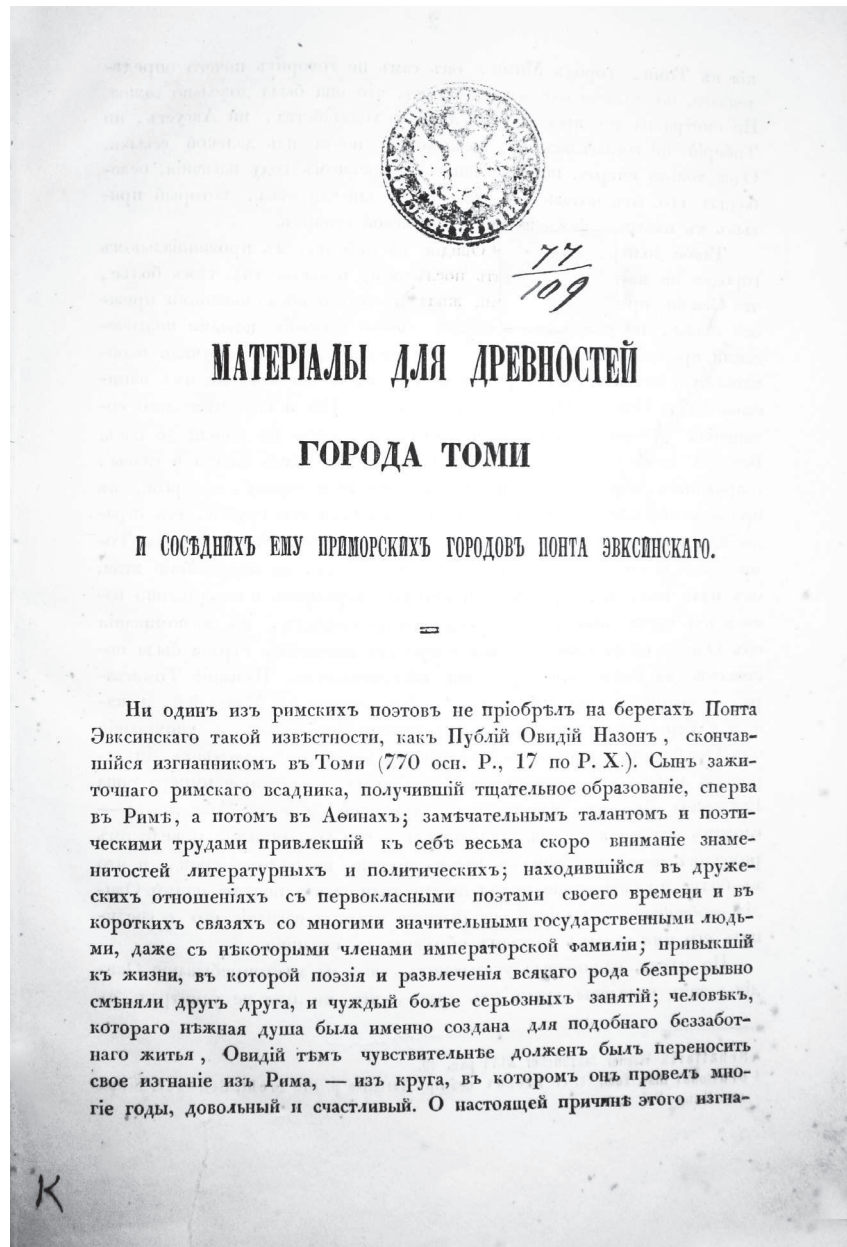 77
109
МАТЕРІАЛЫ ДЛЯ ДРЕВНОСТЕЙ
ГОРОДА ТОМИ
И СОСѢДНИХЪ ЕМУ ПРИМОРСКИХЪ ГОРОДОВЪ ПОНТА ЭВКСИНСКАГО.
Ни одинъ изъ римскихъ поэтовъ не пріобрѣлъ на берегахъ Понта
Эвксинскаго такой извѣстности, какъ Публій Овидій Назонъ, скончав-
шійся изгнанникомъ въ Томи (770 осн. Р., 17 по Р. Х.). Сынъ зажи-
точнаго римскаго всадника, получившій тщательное образованіе, сперва
въ Римѣ, а потомъ въ Аѳинахъ; замѣчательнымъ талантомъ и поэти-
ческими трудами привлекшій къ себѣ весьма скоро вниманіе знаме-
нитостей литературныхъ и политическихъ; находившійся въ друже-
скихъ отношеніяхъ съ первокласными поэтами своего времени и въ
короткихъ связяхъ со многими значительными государственными людь-
ми, даже съ нѣкоторыми членами императорской фамиліи; привыкшій
къ жизни, въ которой поэзія и развлеченія всякаго рода безпрерывно
смѣняли другъ друга, и чуждый болѣе серьозныхъ занятій; человѣкъ,
котораго нѣжная душа была именно создана для подобнаго беззабот-
наго житья, Овидій тѣмъ чувствительнѣе долженъ былъ переносить
свое изгнаніе изъ Рима, — изъ круга, въ которомъ онъ провелъ мно-
гіе годы, довольный и счастливый. О настоящей причинѣ этого изгна-
К